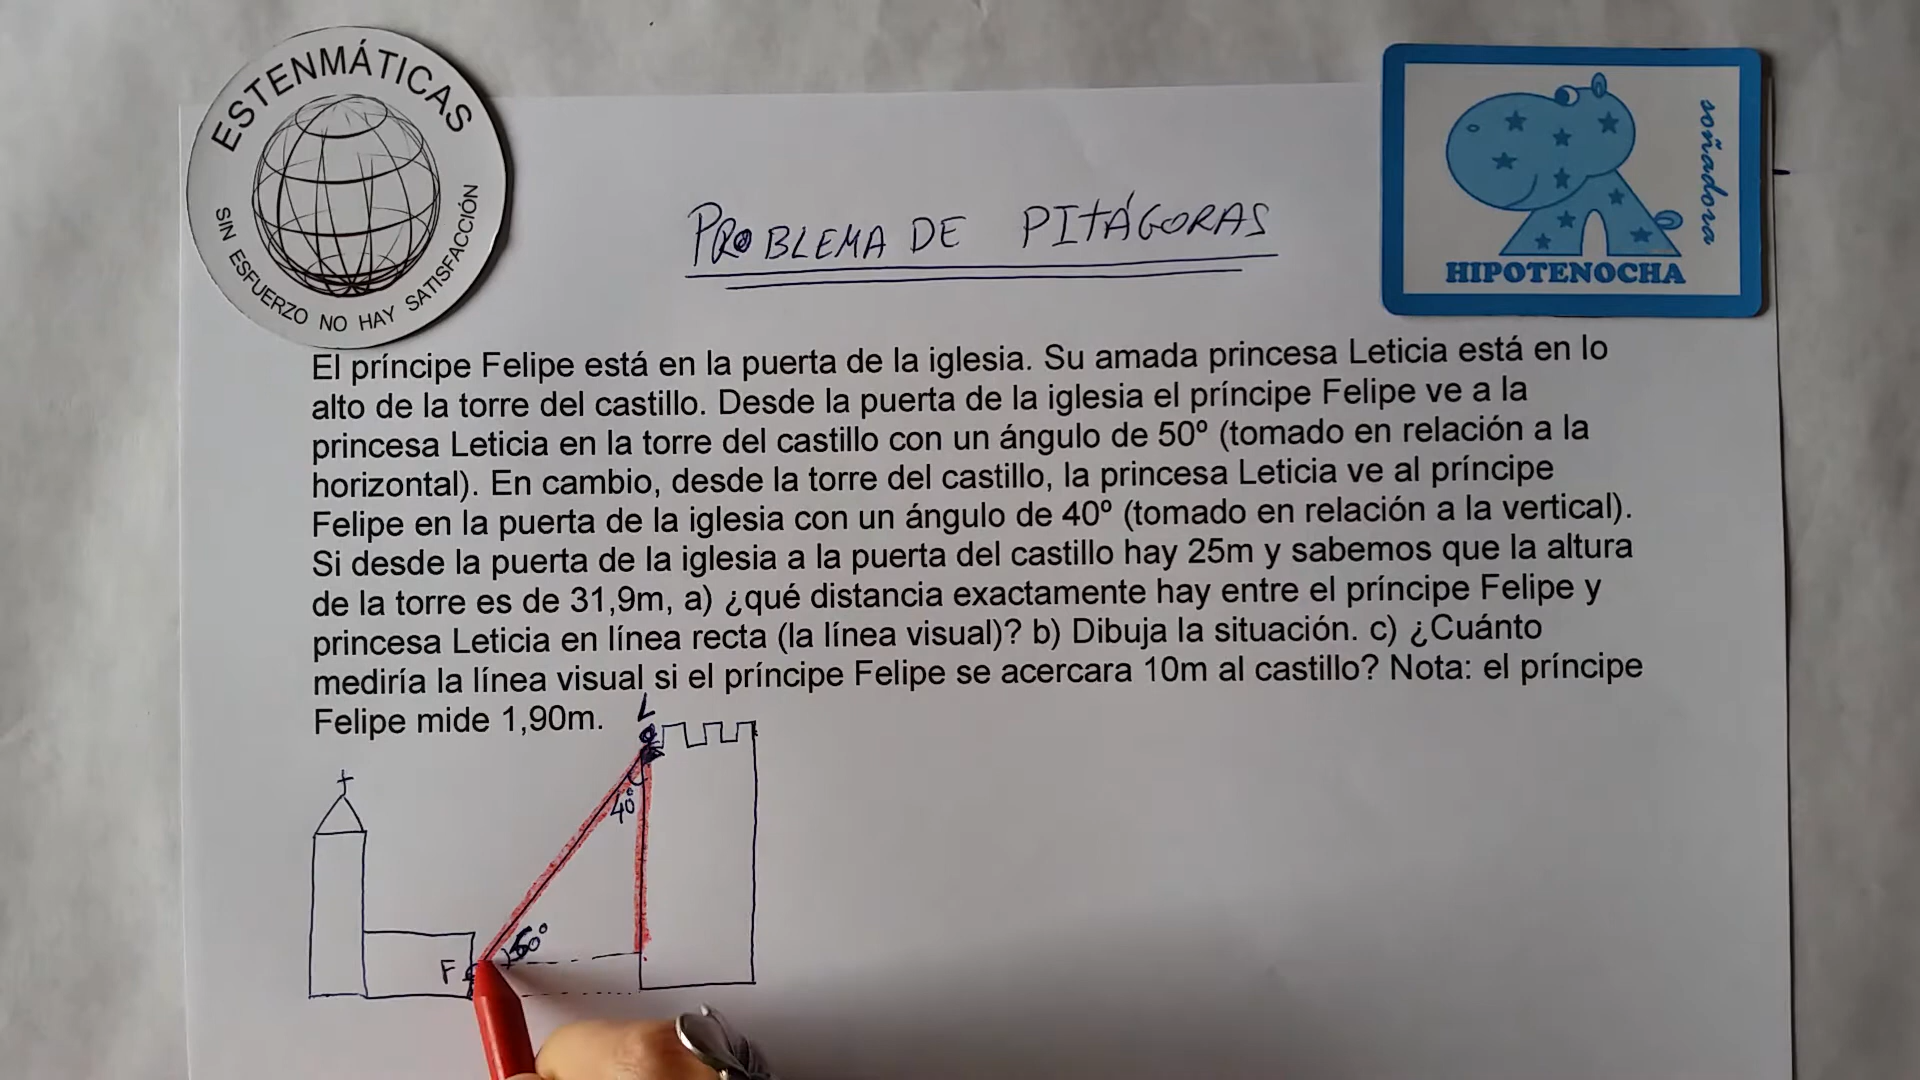 ESTENMÁTICAS
SIN ESFUERZO NO HAY SATISFACCIÓN
soñadora
HIPOTENOCHA
PROBLEMA DE PITÁGORAS
El príncipe Felipe está en la puerta de la iglesia. Su amada princesa Leticia está en lo
alto de la torre del castillo. Desde la puerta de la iglesia el príncipe Felipe ve a la
princesa Leticia en la torre del castillo con un ángulo de 50º (tomado en relación a la
horizontal). En cambio, desde la torre del castillo, la princesa Leticia ve al príncipe
Felipe en la puerta de la iglesia con un ángulo de 40º (tomado en relación a la vertical).
Si desde la puerta de la iglesia a la puerta del castillo hay 25m y sabemos que la altura
de la torre es de 31,9m, a) ¿qué distancia exactamente hay entre el príncipe Felipe y
princesa Leticia en línea recta (la línea visual)? b) Dibuja la situación. c) ¿Cuánto
mediría la línea visual si el príncipe Felipe se acercara 10m al castillo? Nota: el príncipe
Felipe mide 1,90m.
L
40°
50°
F